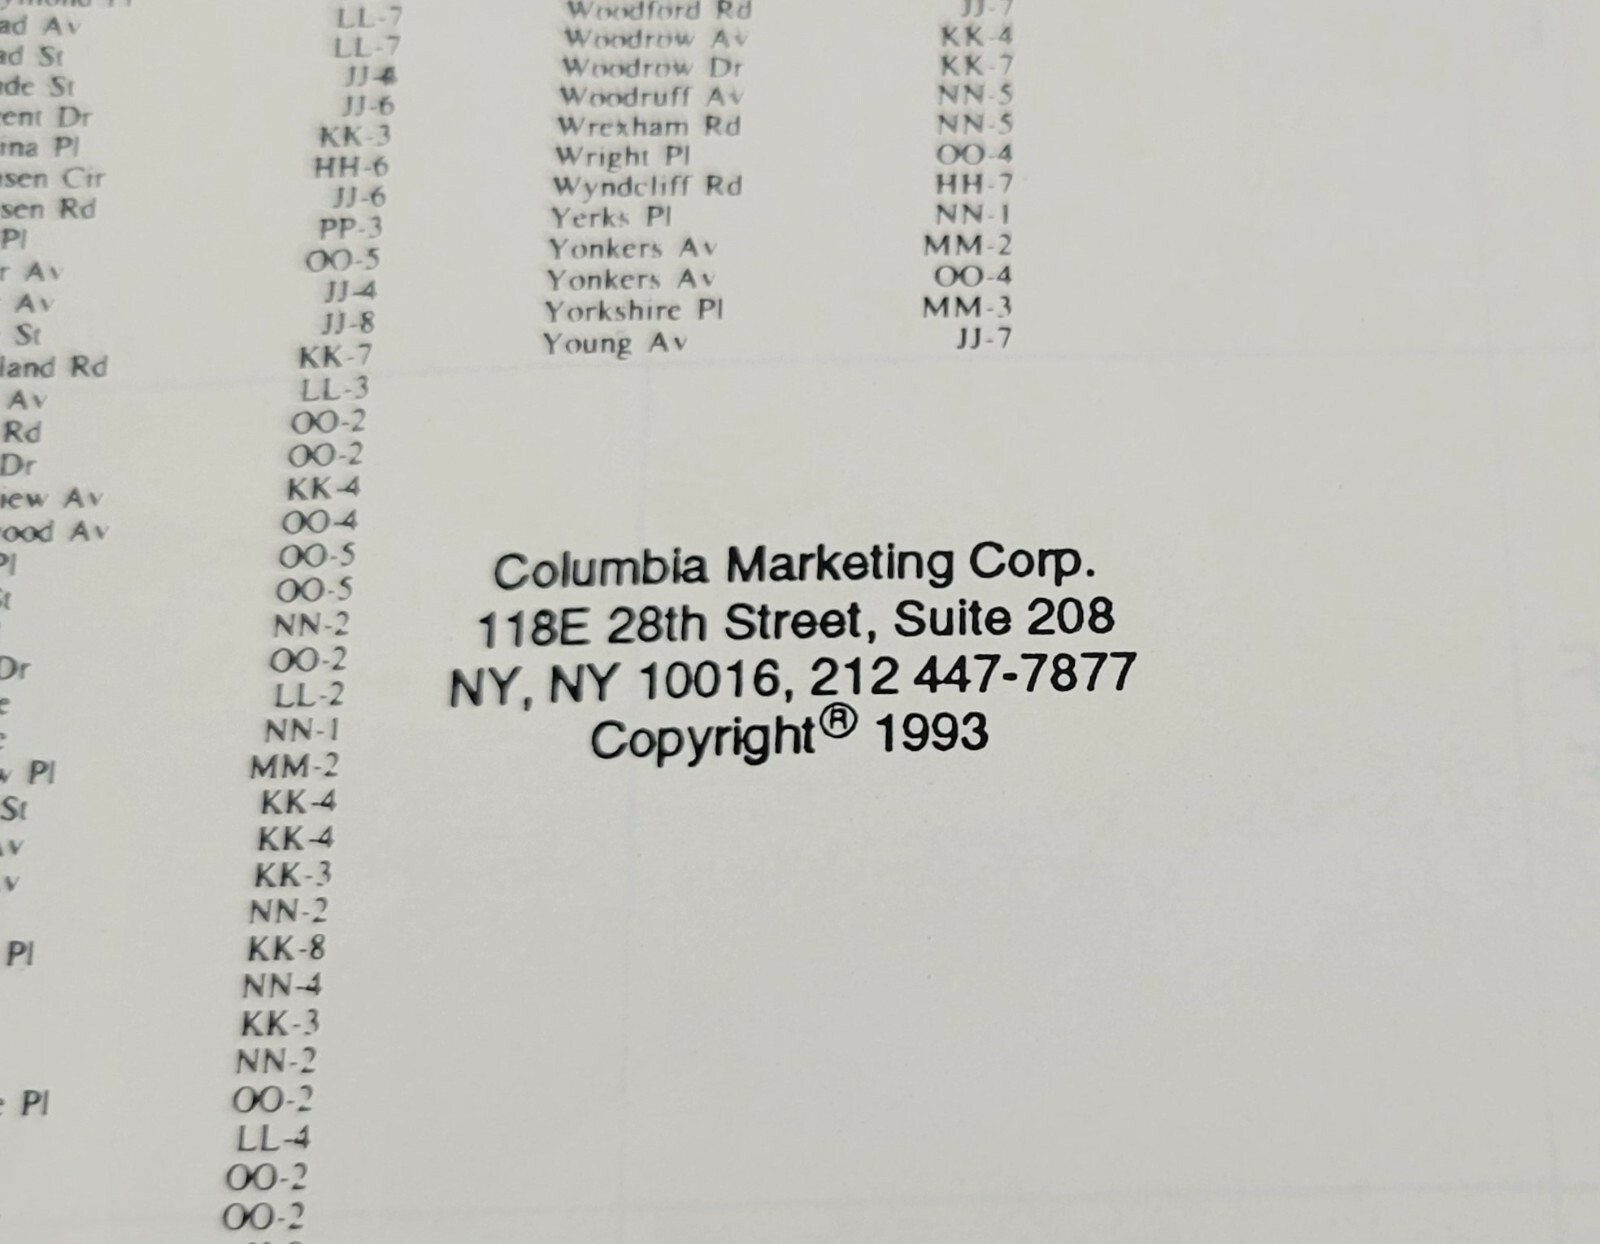 ad Av LL-7
ad St LL-7
de St JJ-4
ent Dr JJ-6
ina Pl KK-3
sen Cir HH-6
sen Rd JJ-6
Pl PP-3
r Av OO-5
Av JJ-4
St JJ-8
land Rd KK-7
Av LL-3
Rd OO-2
Dr OO-2
iew Av KK-4
ood Av OO-4
Pl OO-5
St OO-5
NN-2
Dr OO-2
e LL-2
e NN-1
w Pl MM-2
St KK-4
Av KK-4
v KK-3
NN-2
Pl KK-8
NN-4
KK-3
NN-2
e Pl OO-2
LL-4
OO-2
OO-2
Woodford Rd JJ-7
Woodrow Av KK-4
Woodrow Dr KK-7
Woodruff Av NN-5
Wrexham Rd NN-5
Wright Pl OO-4
Wyndcliff Rd HH-7
Yerks Pl NN-1
Yonkers Av MM-2
Yonkers Av OO-4
Yorkshire Pl MM-3
Young Av JJ-7
Columbia Marketing Corp.
118E 28th Street, Suite 208
NY, NY 10016, 212 447-7877
Copyright® 1993